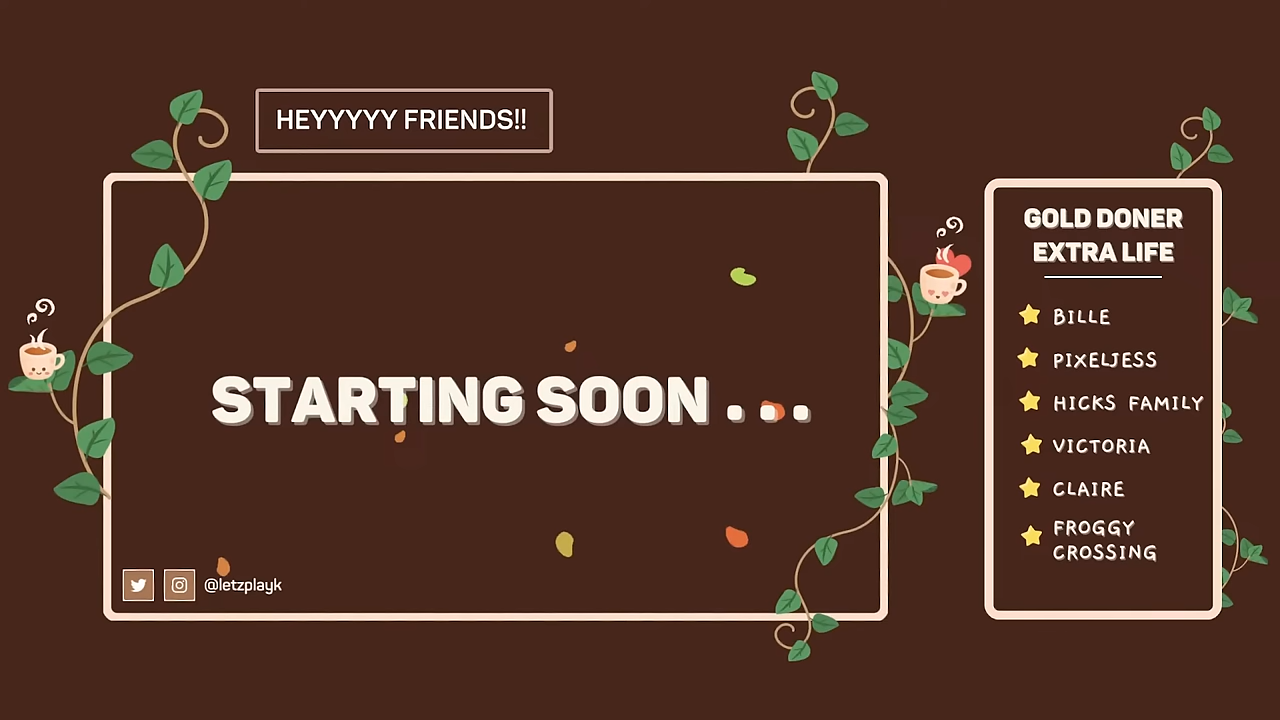 HEYYYYY FRIENDS!!
STARTING SOON . . .
@letzplayk
GOLD DONER
EXTRA LIFE
BILLE
PIXELJESS
HICKS FAMILY
VICTORIA
CLAIRE
FROGGY
CROSSING